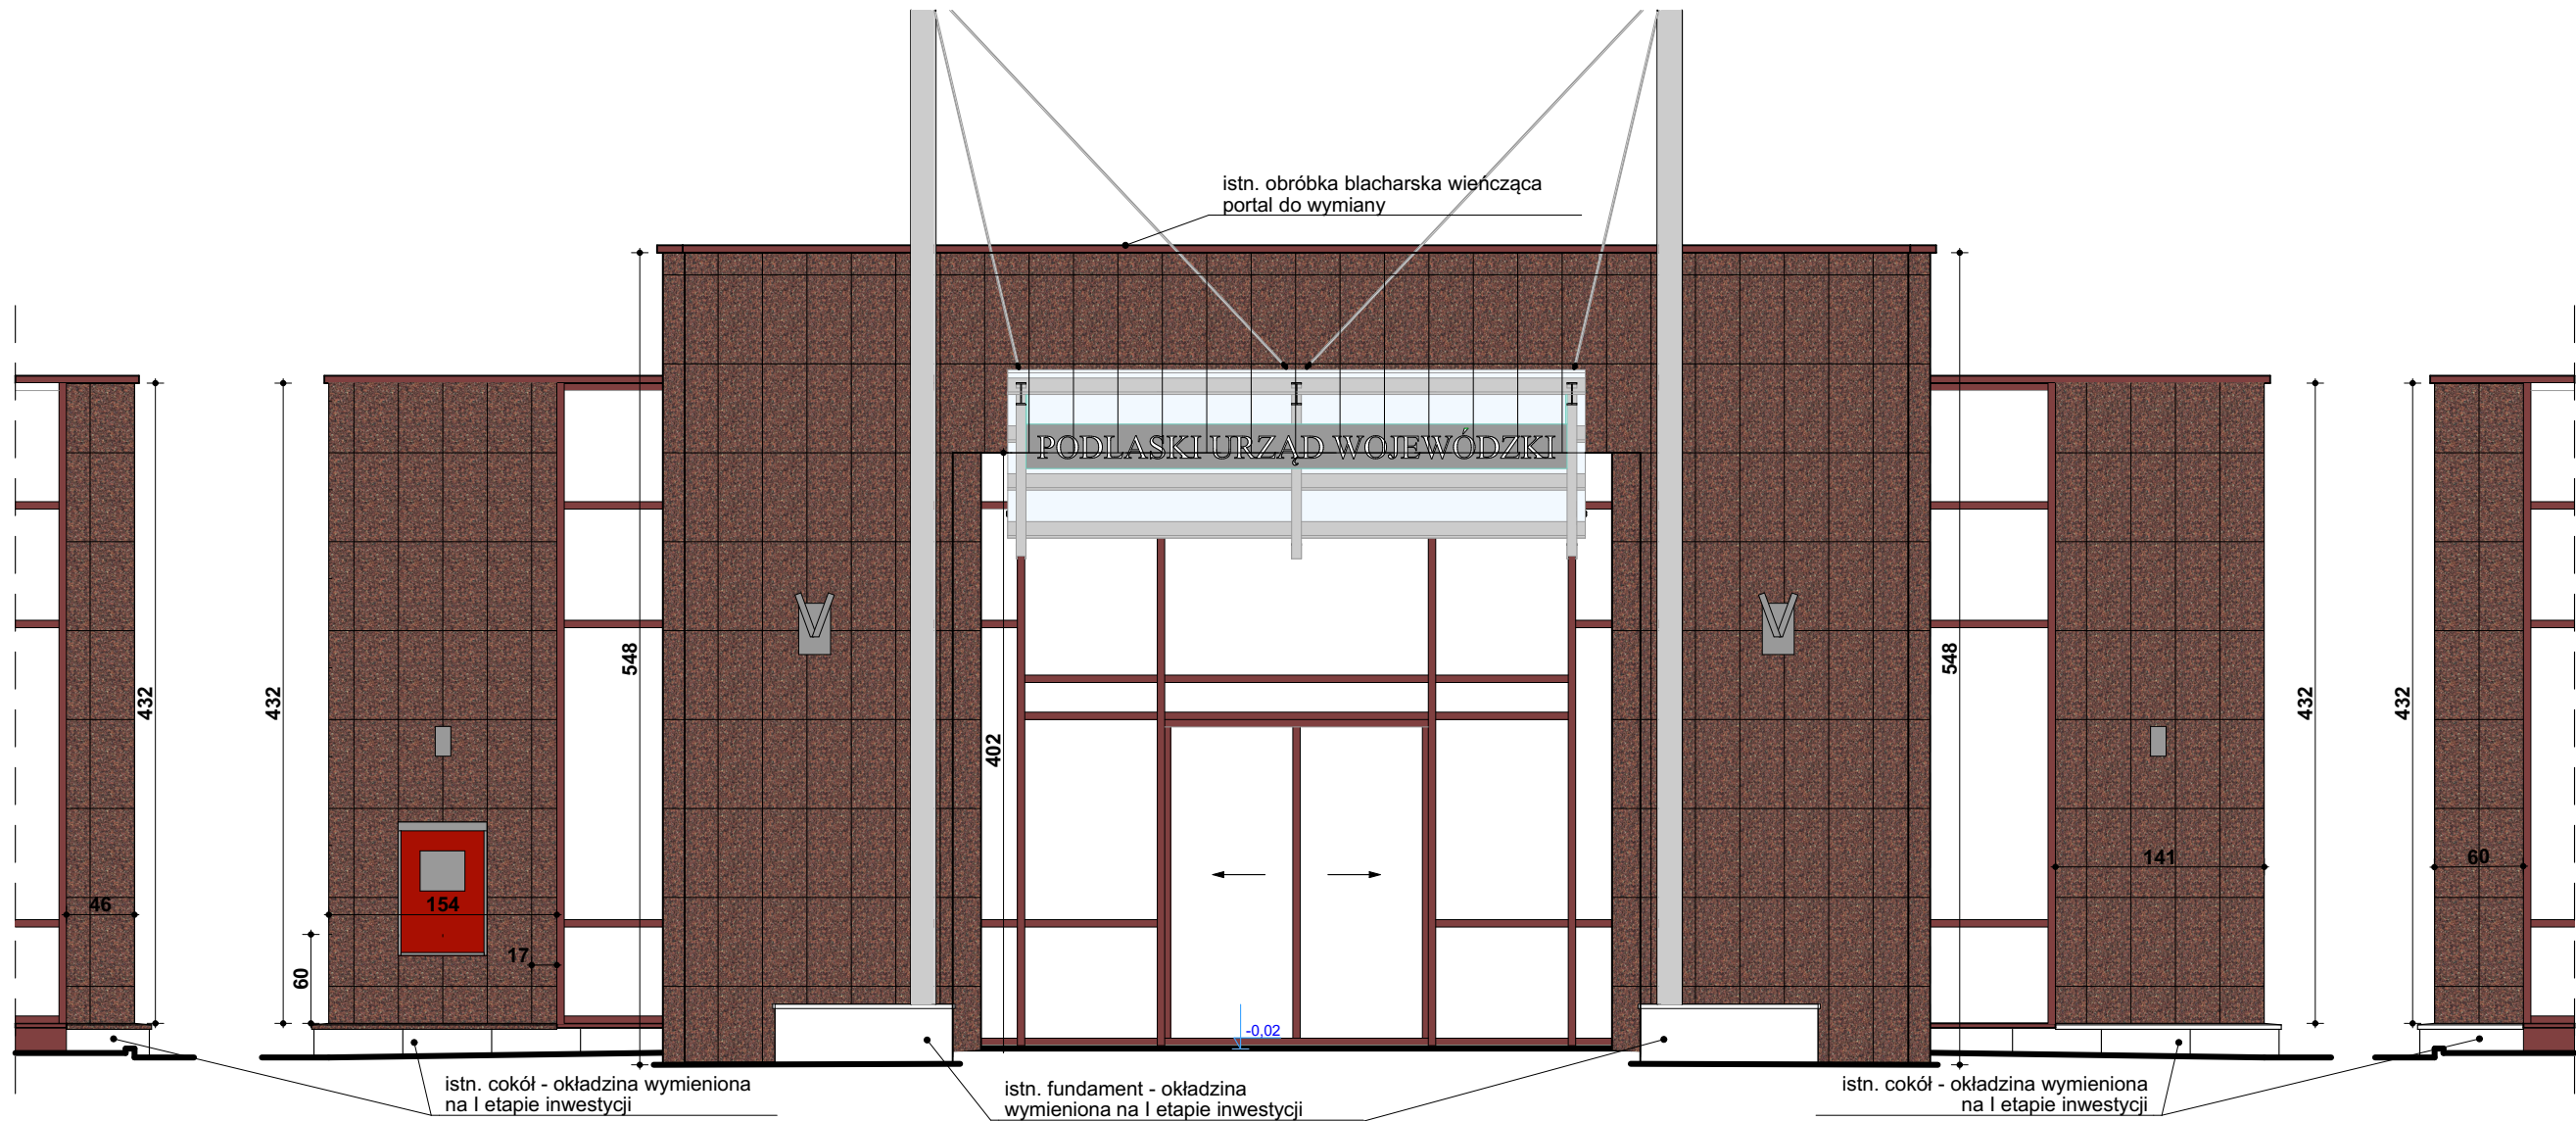 istn. obróbka blacharska wieńcząca
portal do wymiany
PODLASKI URZĄD WOJEWÓDZKI
548
548
432
432
432
432
402
141
60
46
154
17
60
-0,02
istn. cokół - okładzina wymieniona
na I etapie inwestycji
istn. fundament - okładzina
wymieniona na I etapie inwestycji
istn. cokół - okładzina wymieniona
na I etapie inwestycji